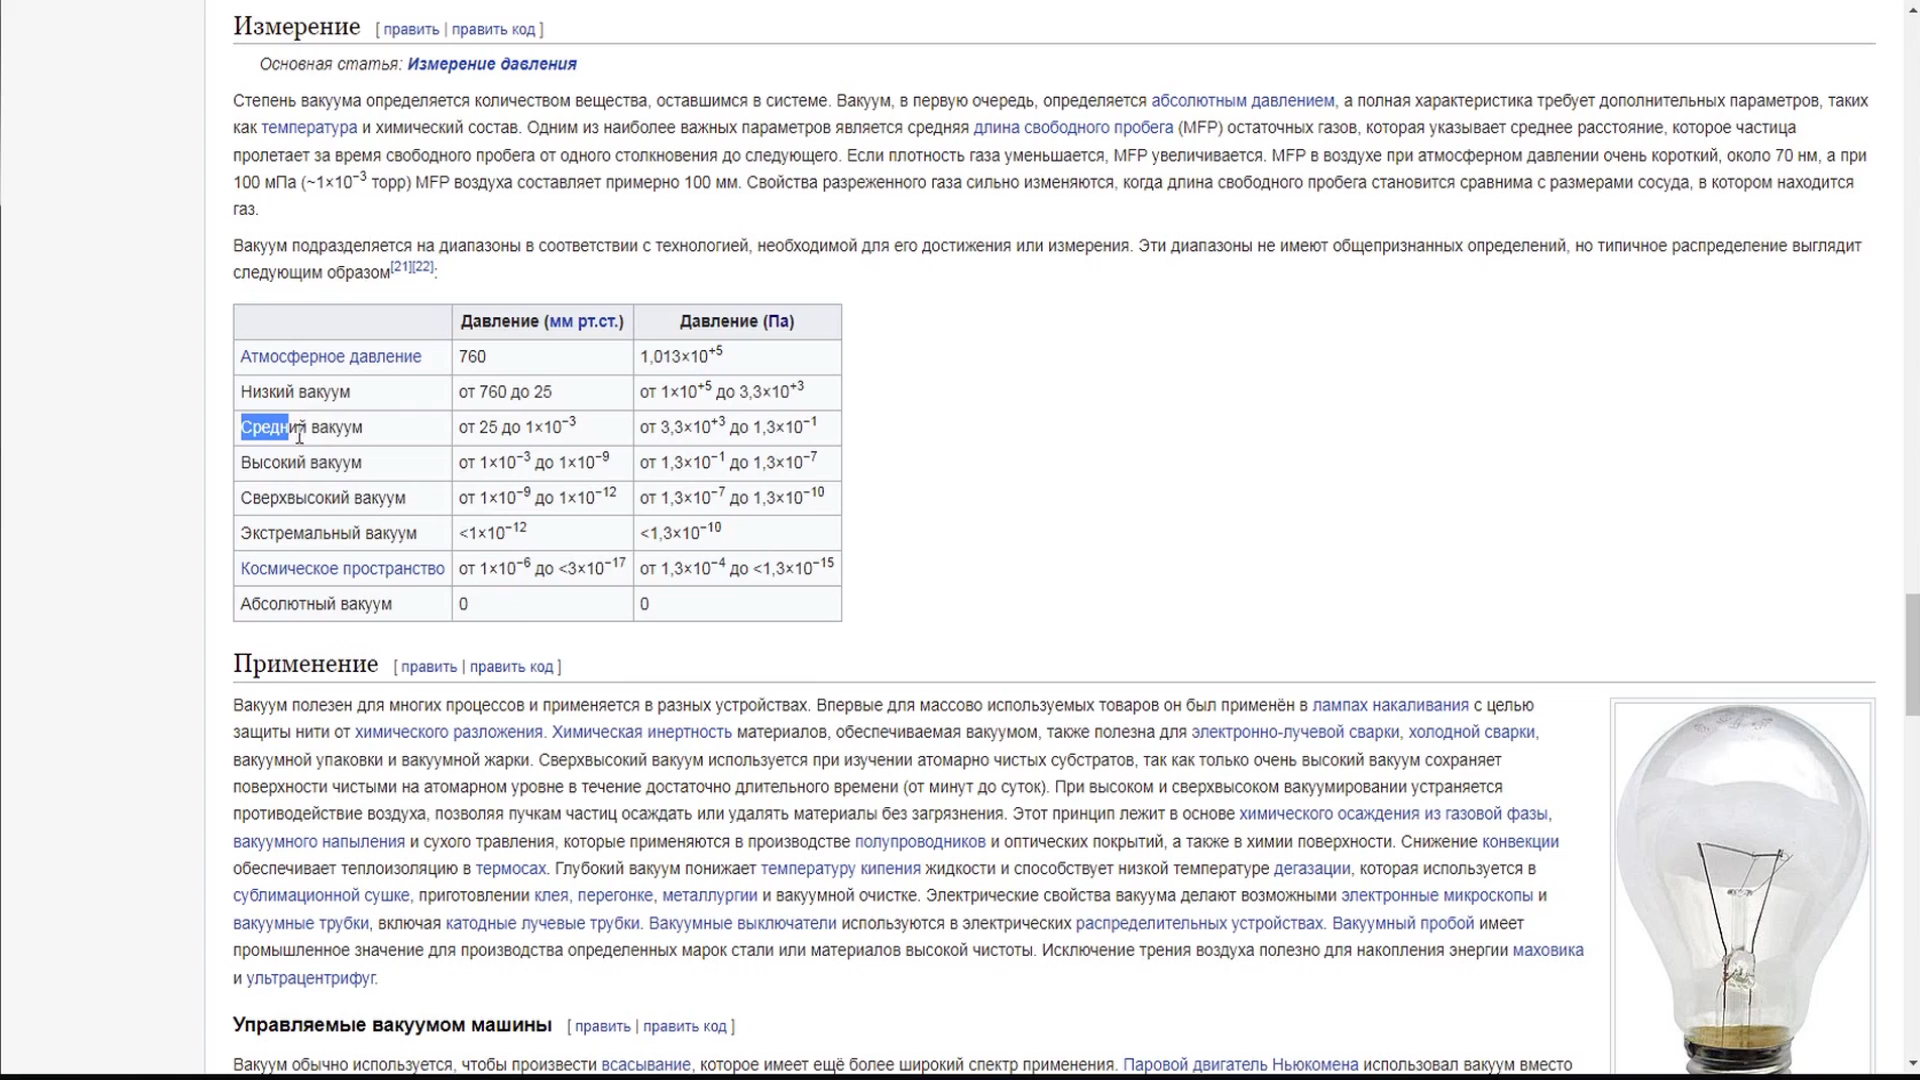 Измерение [ править | править код ]
Основная статья: Измерение давления
Степень вакуума определяется количеством вещества, оставшимся в системе. Вакуум, в первую очередь, определяется абсолютным давлением, а полная характеристика требует дополнительных параметров, таких
как температура и химический состав. Одним из наиболее важных параметров является средняя длина свободного пробега (MFP) остаточных газов, которая указывает среднее расстояние, которое частица
пролетает за время свободного пробега от одного столкновения до следующего. Если плотность газа уменьшается, MFP увеличивается. MFP в воздухе при атмосферном давлении очень короткий, около 70 нм, а при
100 мПа (~1×10⁻³ торр) MFP воздуха составляет примерно 100 мм. Свойства разреженного газа сильно изменяются, когда длина свободного пробега становится сравнима с размерами сосуда, в котором находится
газ.
Вакуум подразделяется на диапазоны в соответствии с технологией, необходимой для его достижения или измерения. Эти диапазоны не имеют общепризнанных определений, но типичное распределение выглядит
следующим образом[21][22]:
Давление (мм рт.ст.) Давление (Па)
Атмосферное давление 760 1,013×10⁺⁵
Низкий вакуум от 760 до 25 от 1×10⁺⁵ до 3,3×10⁺³
Средний вакуум от 25 до 1×10⁻³ от 3,3×10⁺³ до 1,3×10⁻¹
Высокий вакуум от 1×10⁻³ до 1×10⁻⁹ от 1,3×10⁻¹ до 1,3×10⁻⁷
Сверхвысокий вакуум от 1×10⁻⁹ до 1×10⁻¹² от 1,3×10⁻⁷ до 1,3×10⁻¹⁰
Экстремальный вакуум <1×10⁻¹² <1,3×10⁻¹⁰
Космическое пространство от 1×10⁻⁶ до <3×10⁻¹⁷ от 1,3×10⁻⁴ до <1,3×10⁻¹⁵
Абсолютный вакуум 0 0
Применение [ править | править код ]
Вакуум полезен для многих процессов и применяется в разных устройствах. Впервые для массово используемых товаров он был применён в лампах накаливания с целью
защиты нити от химического разложения. Химическая инертность материалов, обеспечиваемая вакуумом, также полезна для электронно-лучевой сварки, холодной сварки,
вакуумной упаковки и вакуумной жарки. Сверхвысокий вакуум используется при изучении атомарно чистых субстратов, так как только очень высокий вакуум сохраняет
поверхности чистыми на атомарном уровне в течение достаточно длительного времени (от минут до суток). При высоком и сверхвысоком вакуумировании устраняется
противодействие воздуха, позволяя пучкам частиц осаждать или удалять материалы без загрязнения. Этот принцип лежит в основе химического осаждения из газовой фазы,
вакуумного напыления и сухого травления, которые применяются в производстве полупроводников и оптических покрытий, а также в химии поверхности. Снижение конвекции
обеспечивает теплоизоляцию в термосах. Глубокий вакуум понижает температуру кипения жидкости и способствует низкой температуре дегазации, которая используется в
сублимационной сушке, приготовлении клея, перегонке, металлургии и вакуумной очистке. Электрические свойства вакуума делают возможными электронные микроскопы и
вакуумные трубки, включая катодные лучевые трубки. Вакуумные выключатели используются в электрических распределительных устройствах. Вакуумный пробой имеет
промышленное значение для производства определенных марок стали или материалов высокой чистоты. Исключение трения воздуха полезно для накопления энергии маховика
и ультрацентрифуг.
Управляемые вакуумом машины [ править | править код ]
Вакуум обычно используется, чтобы произвести всасывание, которое имеет ещё более широкий спектр применения. Паровой двигатель Ньюкомена использовал вакуум вместо